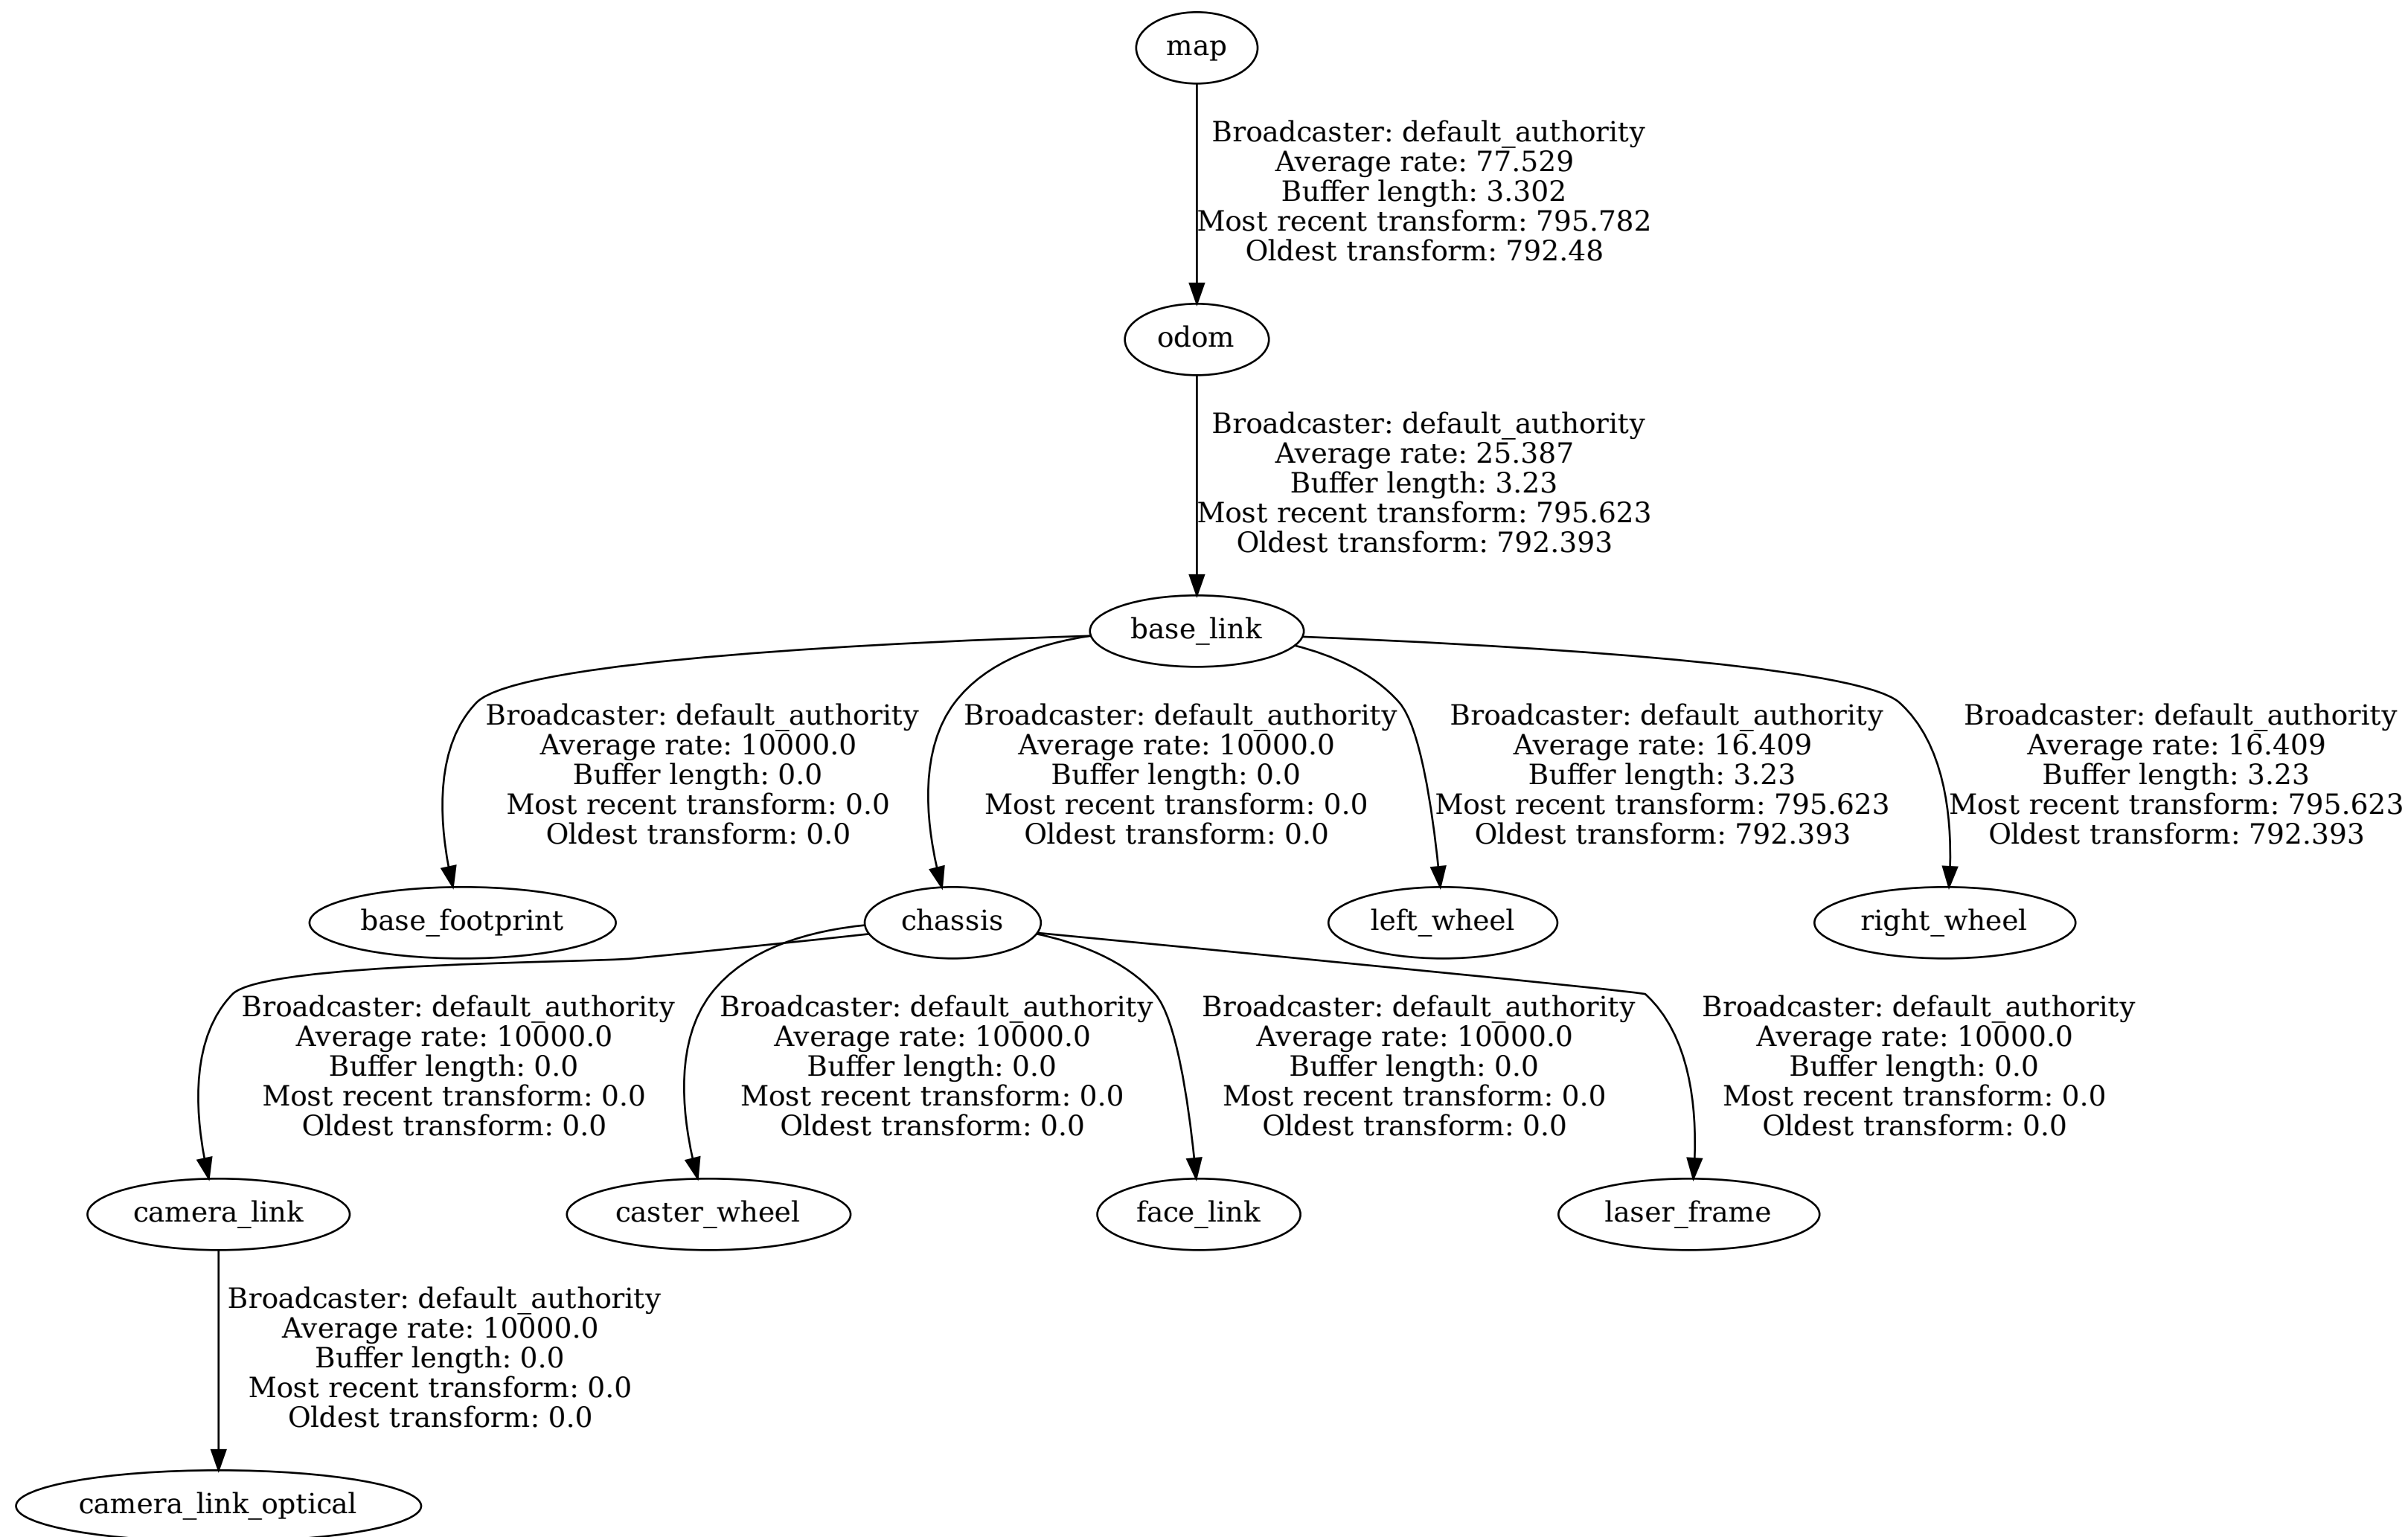 map
Broadcaster: default_authority
Average rate: 77.529
Buffer length: 3.302
Most recent transform: 795.782
Oldest transform: 792.48
odom
Broadcaster: default_authority
Average rate: 25.387
Buffer length: 3.23
Most recent transform: 795.623
Oldest transform: 792.393
base_link
Broadcaster: default_authority
Average rate: 10000.0
Buffer length: 0.0
Most recent transform: 0.0
Oldest transform: 0.0
Broadcaster: default_authority
Average rate: 10000.0
Buffer length: 0.0
Most recent transform: 0.0
Oldest transform: 0.0
Broadcaster: default_authority
Average rate: 16.409
Buffer length: 3.23
Most recent transform: 795.623
Oldest transform: 792.393
Broadcaster: default_authority
Average rate: 16.409
Buffer length: 3.23
Most recent transform: 795.623
Oldest transform: 792.393
base_footprint
chassis
left_wheel
right_wheel
Broadcaster: default_authority
Average rate: 10000.0
Buffer length: 0.0
Most recent transform: 0.0
Oldest transform: 0.0
Broadcaster: default_authority
Average rate: 10000.0
Buffer length: 0.0
Most recent transform: 0.0
Oldest transform: 0.0
Broadcaster: default_authority
Average rate: 10000.0
Buffer length: 0.0
Most recent transform: 0.0
Oldest transform: 0.0
Broadcaster: default_authority
Average rate: 10000.0
Buffer length: 0.0
Most recent transform: 0.0
Oldest transform: 0.0
camera_link
caster_wheel
face_link
laser_frame
Broadcaster: default_authority
Average rate: 10000.0
Buffer length: 0.0
Most recent transform: 0.0
Oldest transform: 0.0
camera_link_optical